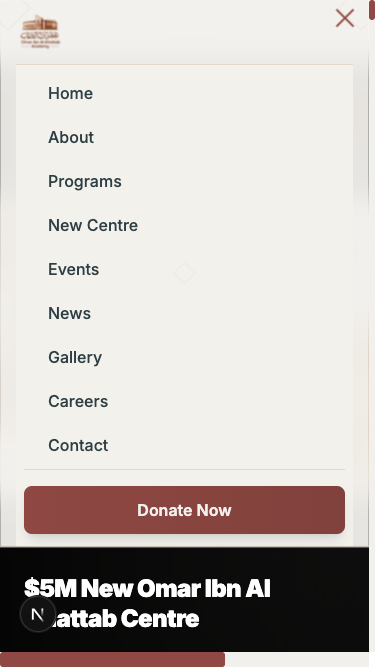 Home
About
Programs
New Centre
Events
News
Gallery
Careers
Contact
Donate Now
$5M New Omar Ibn Al
attab Centre
N